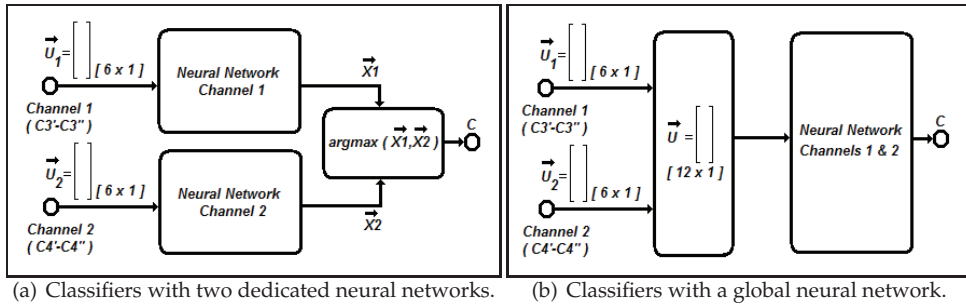 U1=[ ] [ 6 x 1 ]
Channel 1
( C3'-C3'')
Neural Network
Channel 1
X1
U2=[ ] [ 6 x 1 ]
Channel 2
( C4'-C4'')
Neural Network
Channel 2
X2
argmax ( X1,X2 )
C
(a) Classifiers with two dedicated neural networks.
U1=[ ] [ 6 x 1 ]
Channel 1
( C3'-C3'')
U2=[ ] [ 6 x 1 ]
Channel 2
( C4'-C4'')
U =[ ]
[ 12 x 1 ]
Neural Network
Channels 1 & 2
C
(b) Classifiers with a global neural network.